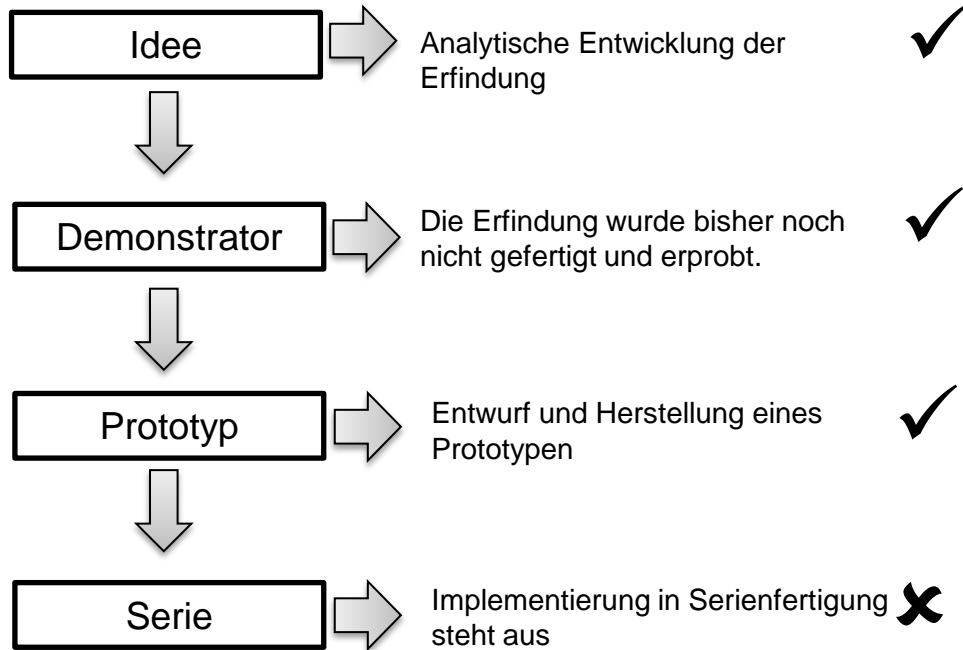 Idee
Analytische Entwicklung der
Erfindung
Demonstrator
Die Erfindung wurde bisher noch
nicht gefertigt und erprobt.
Prototyp
Entwurf und Herstellung eines
Prototypen
Serie
Implementierung in Serienfertigung
steht aus